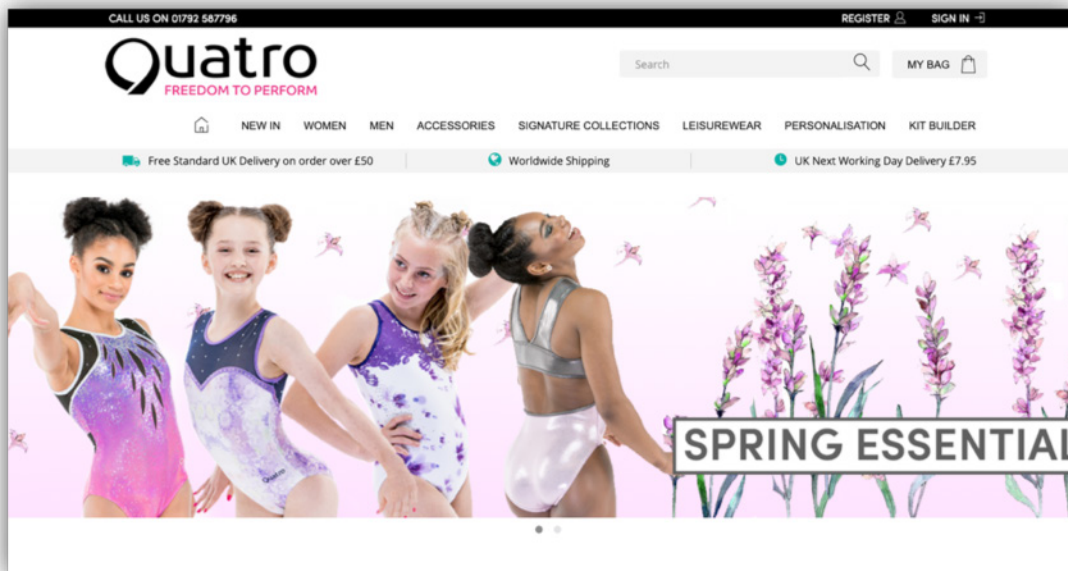 CALL US ON 01792 587796
REGISTER
SIGN IN
Quatro
FREEDOM TO PERFORM
Search
MY BAG
NEW IN
WOMEN
MEN
ACCESSORIES
SIGNATURE COLLECTIONS
LEISUREWEAR
PERSONALISATION
KIT BUILDER
Free Standard UK Delivery on order over £50
Worldwide Shipping
UK Next Working Day Delivery £7.95
Quatro
SPRING ESSENTIAL